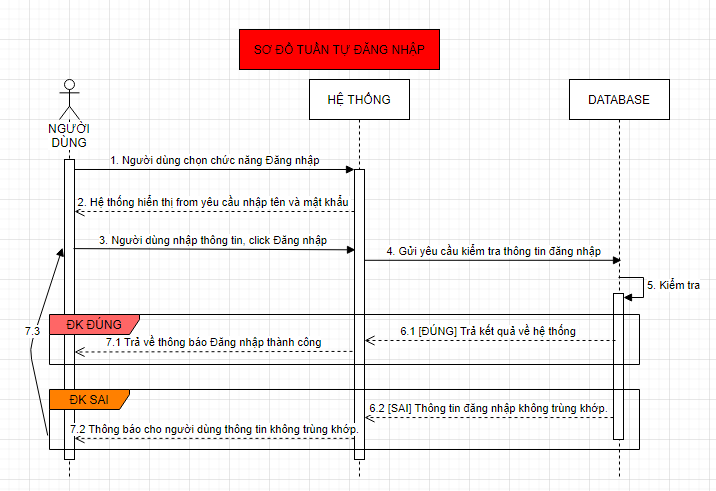 SƠ ĐỒ TUẦN TỰ ĐĂNG NHẬP
NGƯỜI
DÙNG
HỆ THỐNG
DATABASE
1. Người dùng chọn chức năng Đăng nhập
2. Hệ thống hiển thị from yêu cầu nhập tên và mật khẩu
3. Người dùng nhập thông tin, click Đăng nhập
4. Gửi yêu cầu kiểm tra thông tin đăng nhập
5. Kiểm tra
ĐK ĐÚNG
7.3
6.1 [ĐÚNG] Trả kết quả về hệ thống
7.1 Trả về thông báo Đăng nhập thành công
ĐK SAI
6.2 [SAI] Thông tin đăng nhập không trùng khớp.
7.2 Thông báo cho người dùng thông tin không trùng khớp.